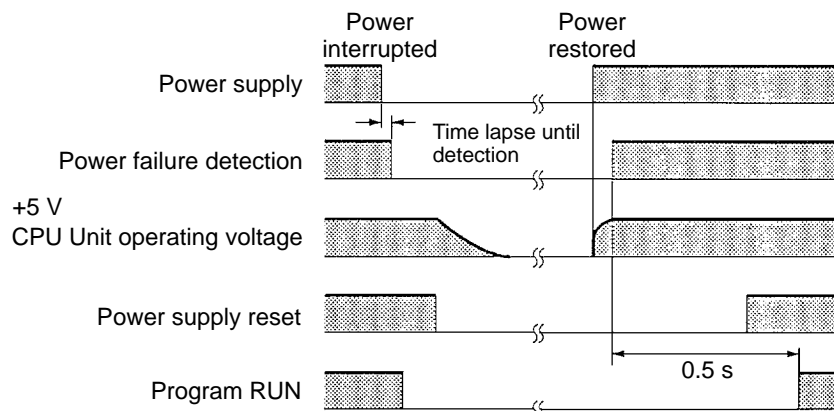 Power
interrupted
Power
restored
Power supply
Time lapse until
detection
Power failure detection
+5 V
CPU Unit operating voltage
Power supply reset
0.5 s
Program RUN